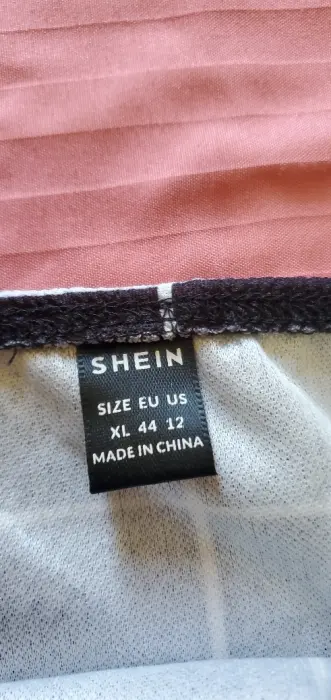 SHEIN
SIZE EU US
XL 44 12
MADE IN CHINA